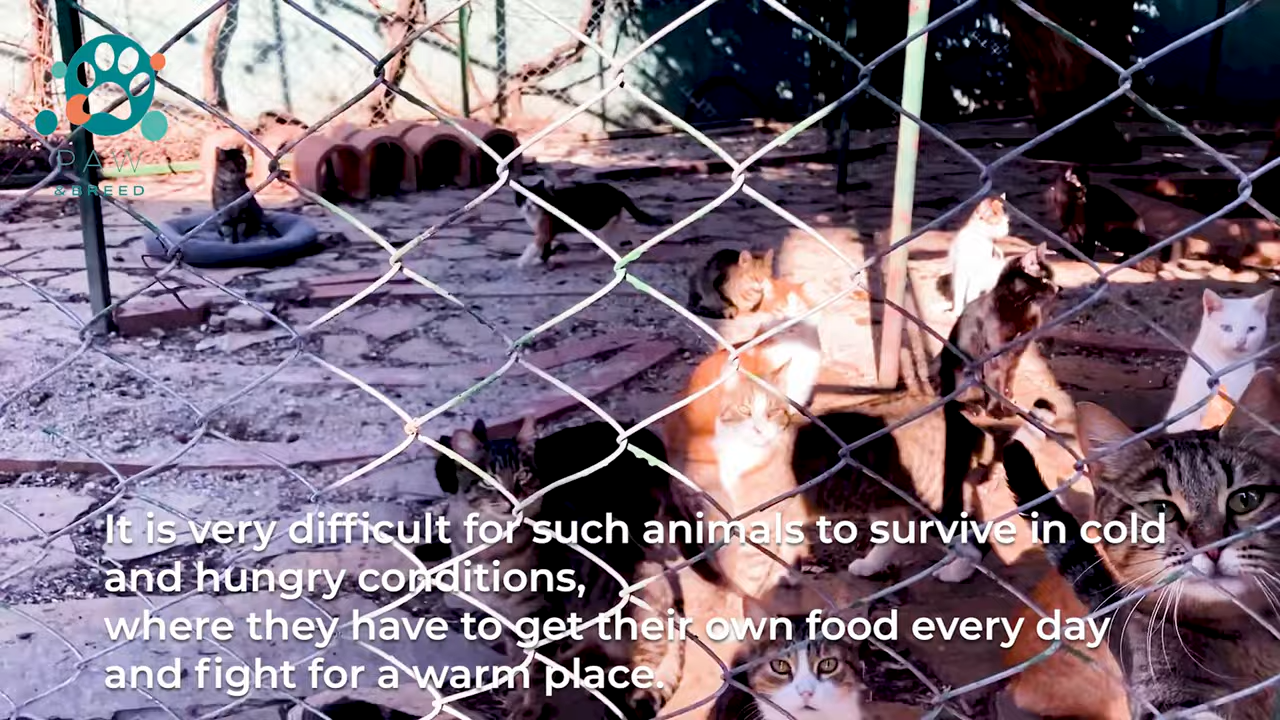 PAW
& BREED
It is very difficult for such animals to survive in cold
and hungry conditions,
where they have to get their own food every day
and fight for a warm place.